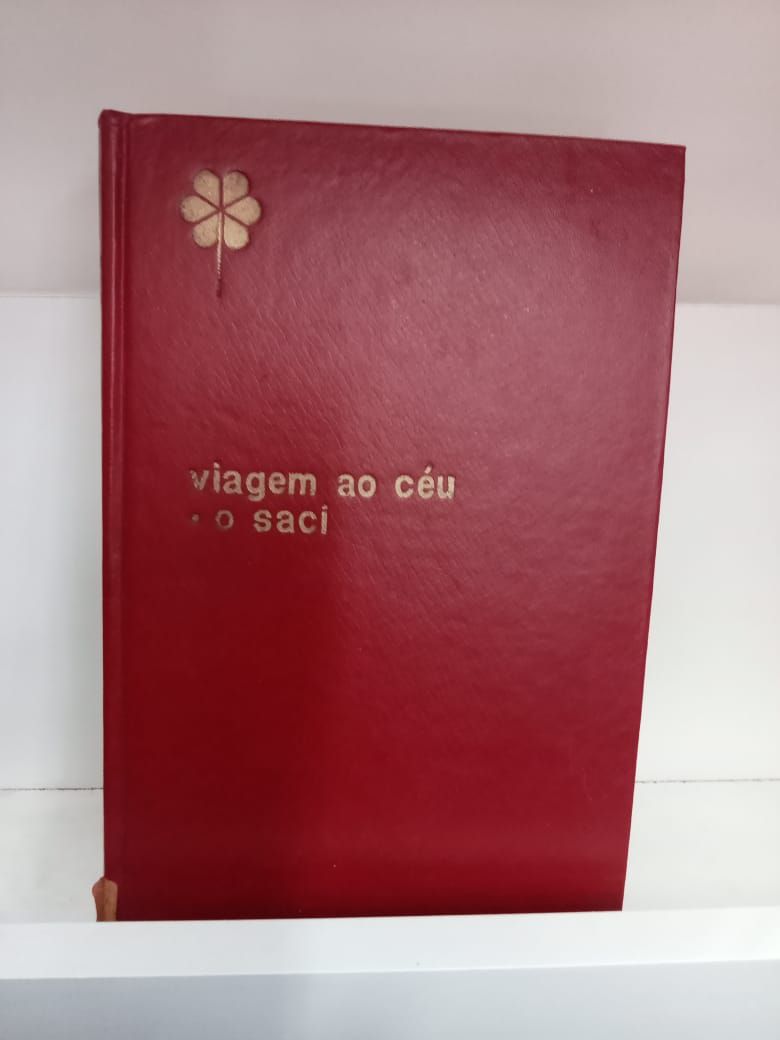 viagem ao céu
• o saci